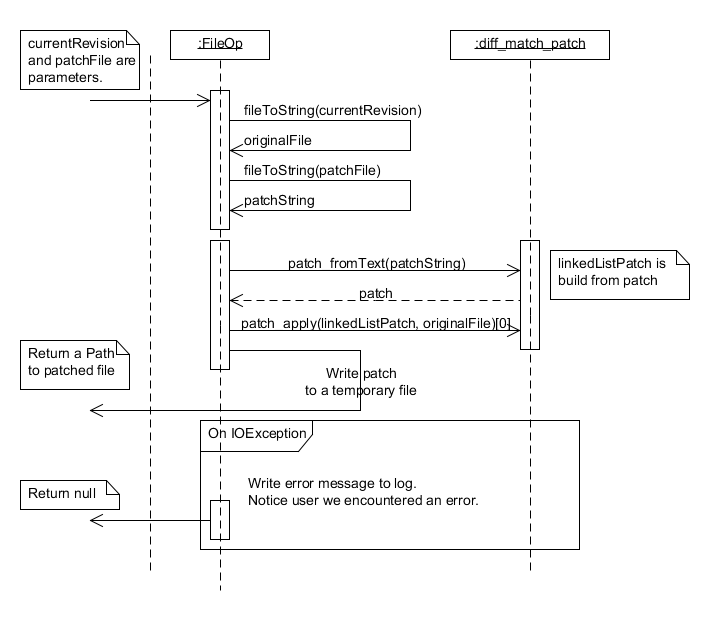 currentRevision
and patchFile are
parameters.
:FileOp
:diff_match_patch
fileToString(currentRevision)
originalFile
fileToString(patchFile)
patchString
patch_fromText(patchString)
linkedListPatch is
build from patch
patch
patch_apply(linkedListPatch, originalFile)[0]
Return a Path
to patched file
Write patch
to a temporary file
On IOException
Write error message to log.
Notice user we encountered an error.
Return null